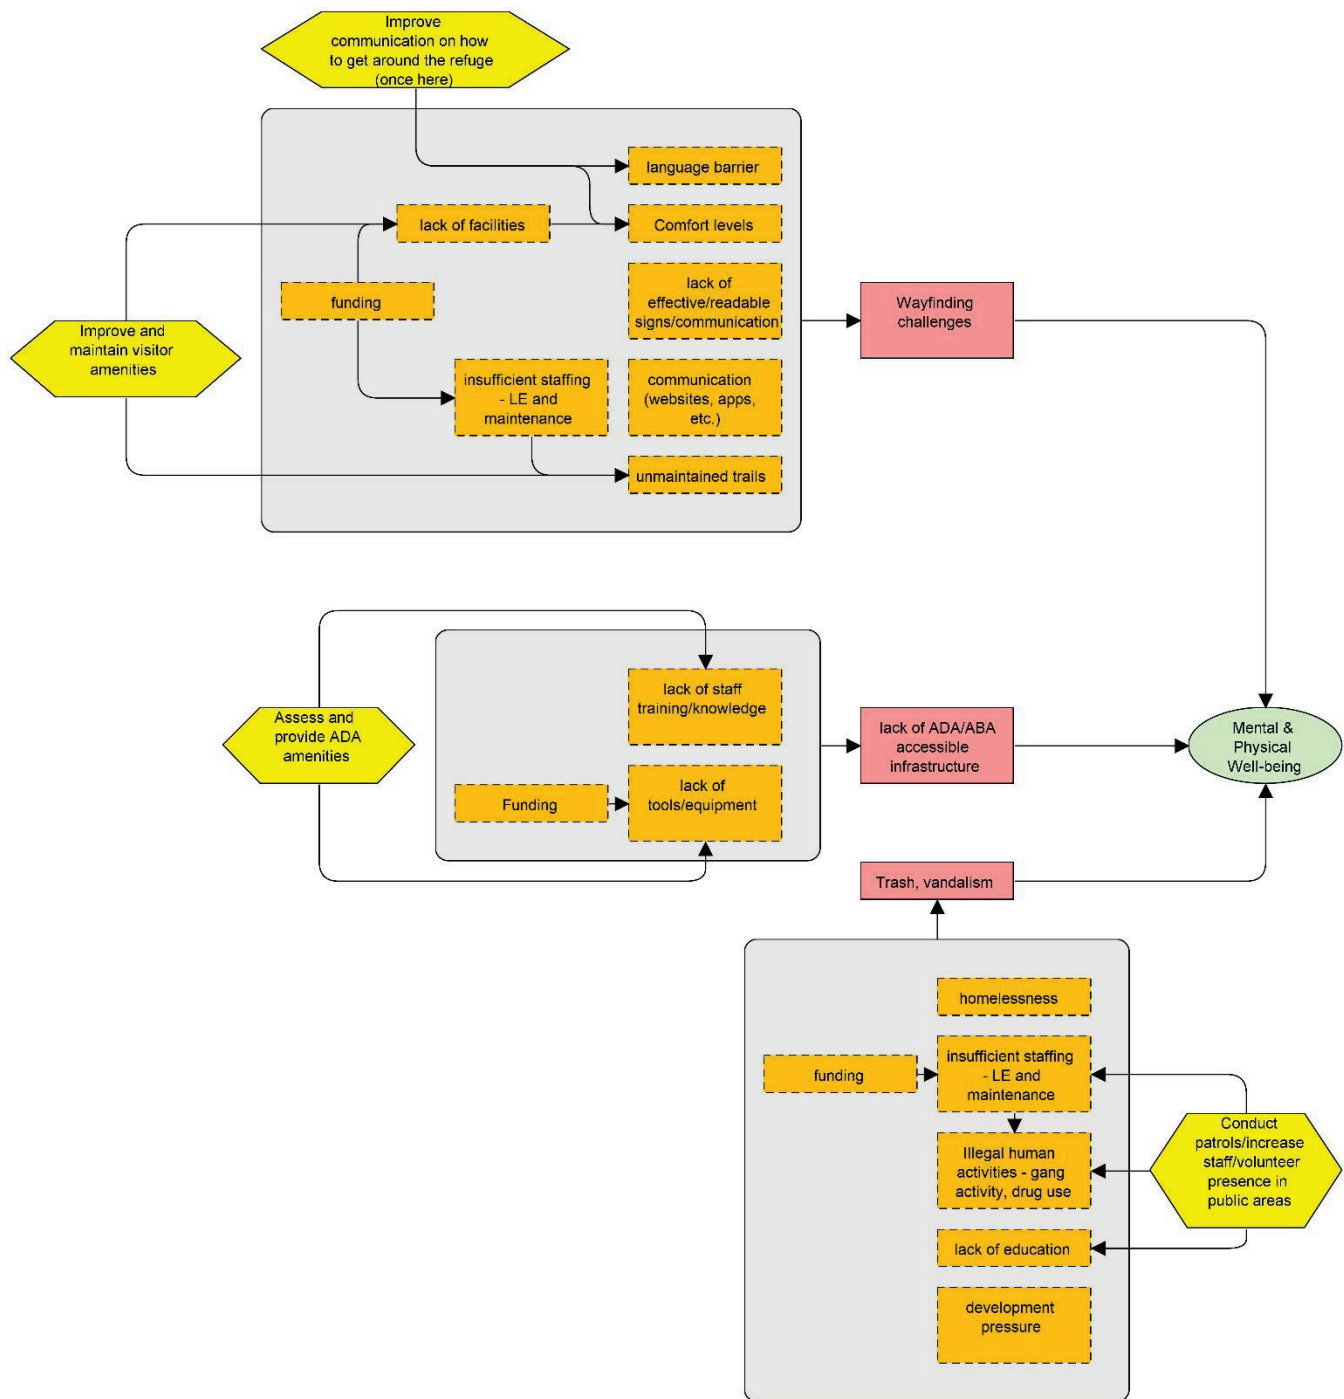 Improve
communication on how
to get around the refuge
(once here)
language barrier
lack of facilities
Comfort levels
funding
lack of
effective/readable
signs/communication
Wayfinding
challenges
Improve and
maintain visitor
amenities
insufficient staffing
- LE and
maintenance
communication
(websites, apps,
etc.)
unmaintained trails
lack of staff
training/knowledge
Assess and
provide ADA
amenities
lack of ADA/ABA
accessible
infrastructure
Mental &
Physical
Well-being
Funding
lack of
tools/equipment
Trash, vandalism
homelessness
funding
insufficient staffing
- LE and
maintenance
Illegal human
activities - gang
activity, drug use
Conduct
patrols/increase
staff/volunteer
presence in
public areas
lack of education
development
pressure